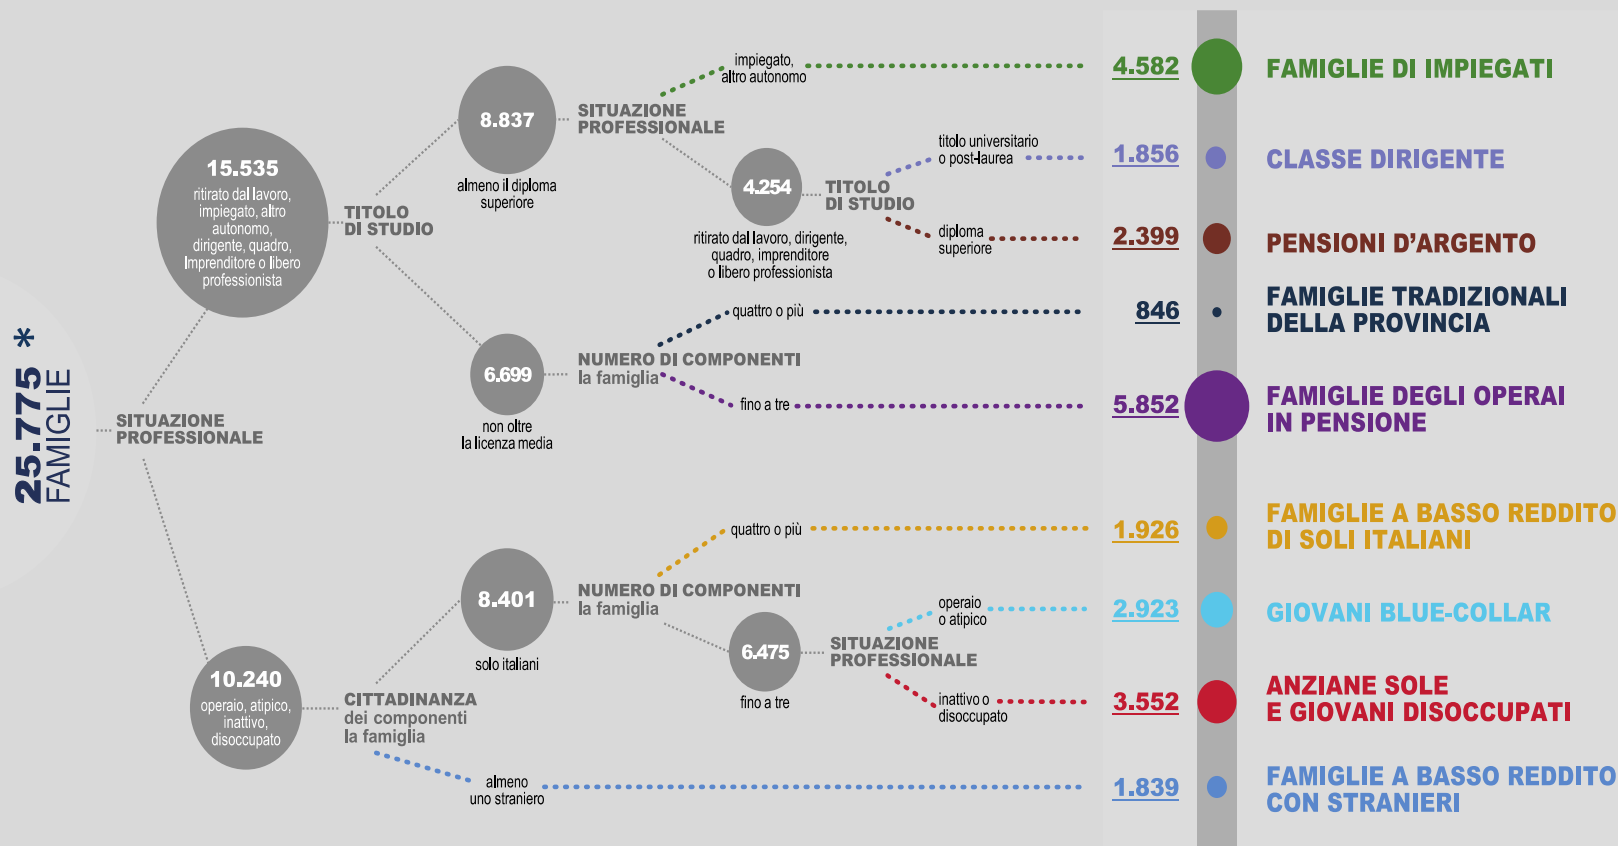 25.775 *
FAMIGLIE
SITUAZIONE
PROFESSIONALE
15.535
ritirato dal lavoro,
impiegato, altro
autonomo,
dirigente, quadro,
Imprenditore o libero
professionista
TITOLO
DI STUDIO
8.837
almeno il diploma
superiore
SITUAZIONE
PROFESSIONALE
impiegato,
altro autonomo
4.582
FAMIGLIE DI IMPIEGATI
4.254
ritirato dal lavoro, dirigente,
quadro, imprenditore
o libero professionista
TITOLO
DI STUDIO
titolo universitario
o post-laurea
1.856
CLASSE DIRIGENTE
diploma
superiore
2.399
PENSIONI D’ARGENTO
6.699
non oltre
la licenza media
NUMERO DI COMPONENTI
la famiglia
quattro o più
846
FAMIGLIE TRADIZIONALI
DELLA PROVINCIA
fino a tre
5.852
FAMIGLIE DEGLI OPERAI
IN PENSIONE
10.240
operaio, atipico,
inattivo,
disoccupato
CITTADINANZA
dei componenti
la famiglia
8.401
solo italiani
NUMERO DI COMPONENTI
la famiglia
quattro o più
1.926
FAMIGLIE A BASSO REDDITO
DI SOLI ITALIANI
6.475
fino a tre
SITUAZIONE
PROFESSIONALE
operaio
o atipico
2.923
GIOVANI BLUE-COLLAR
inattivo o
disoccupato
3.552
ANZIANE SOLE
E GIOVANI DISOCCUPATI
almeno
uno straniero
1.839
FAMIGLIE A BASSO REDDITO
CON STRANIERI